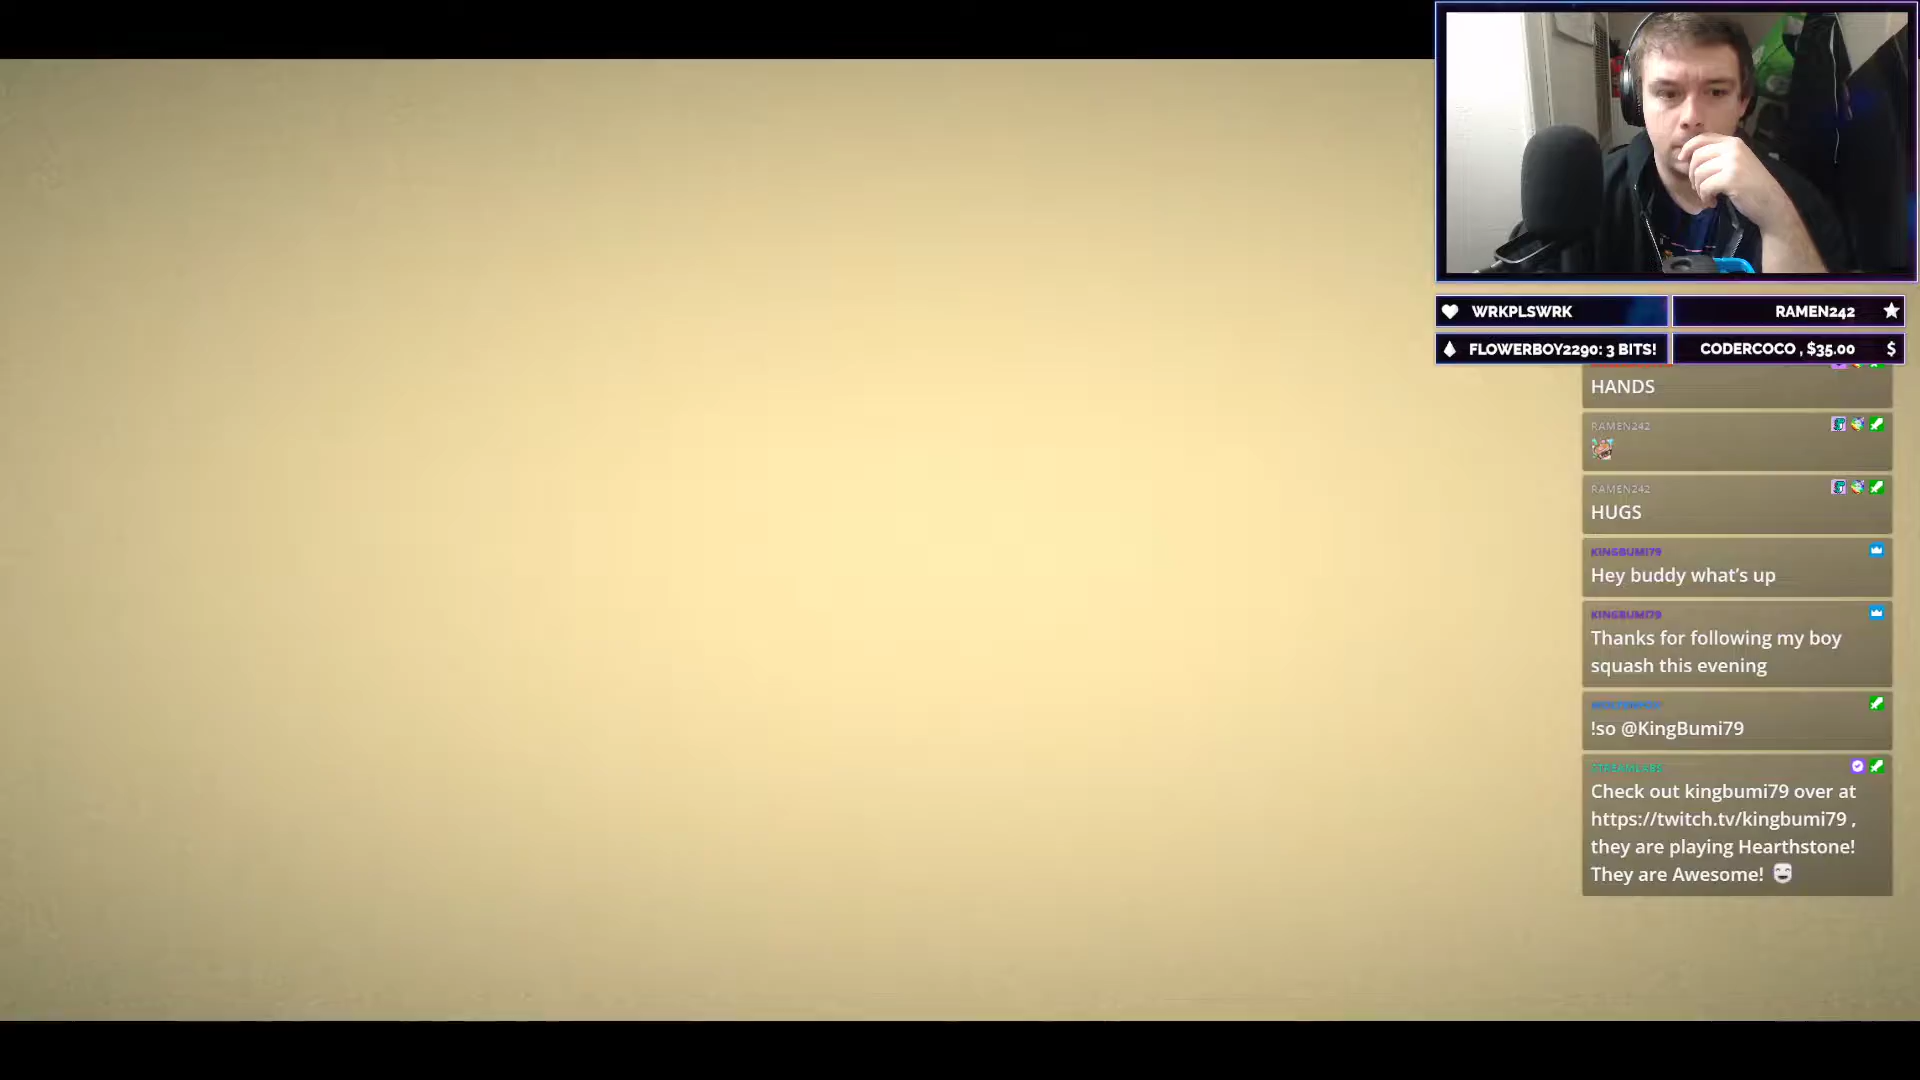 WRKPLSWRK
RAMEN242
FLOWERBOY2290: 3 BITS!
CODERCOCO , $35.00 $
HANDS
RAMEN242
RAMEN242
HUGS
KINGBUMI79
Hey buddy what's up
KINGBUMI79
Thanks for following my boy
squash this evening
!so @KingBumi79
STREAMLABS
Check out kingbumi79 over at
https://twitch.tv/kingbumi79 ,
they are playing Hearthstone!
They are Awesome!